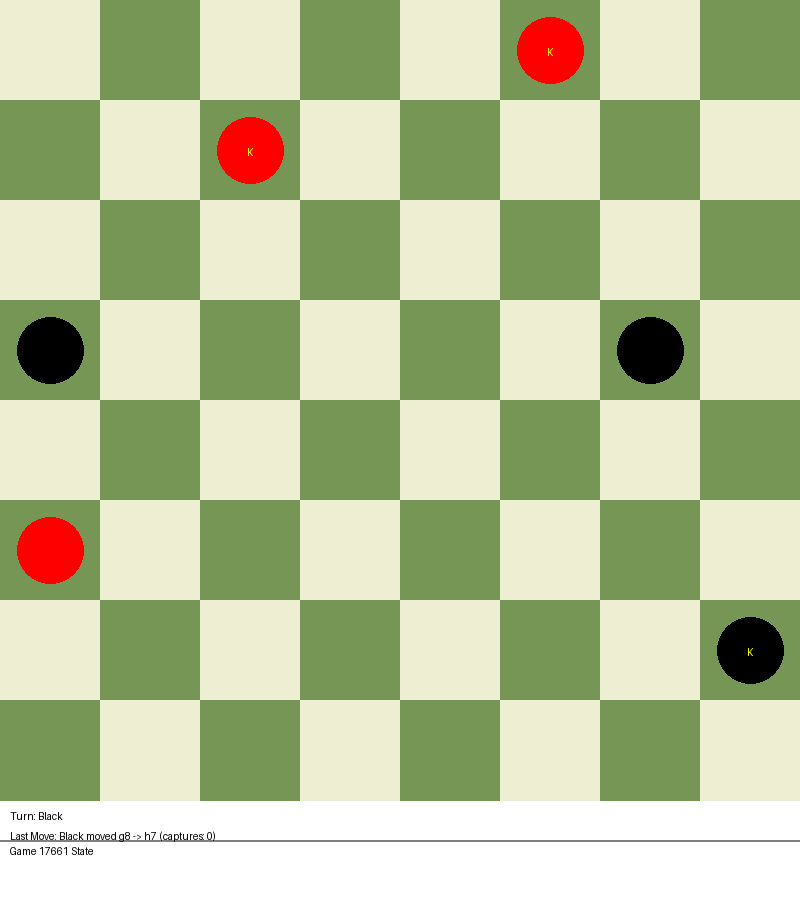 K
K
K
Turn: Black
Last Move: Black moved g8 -> h7 (captures: 0)
Game 17661 State